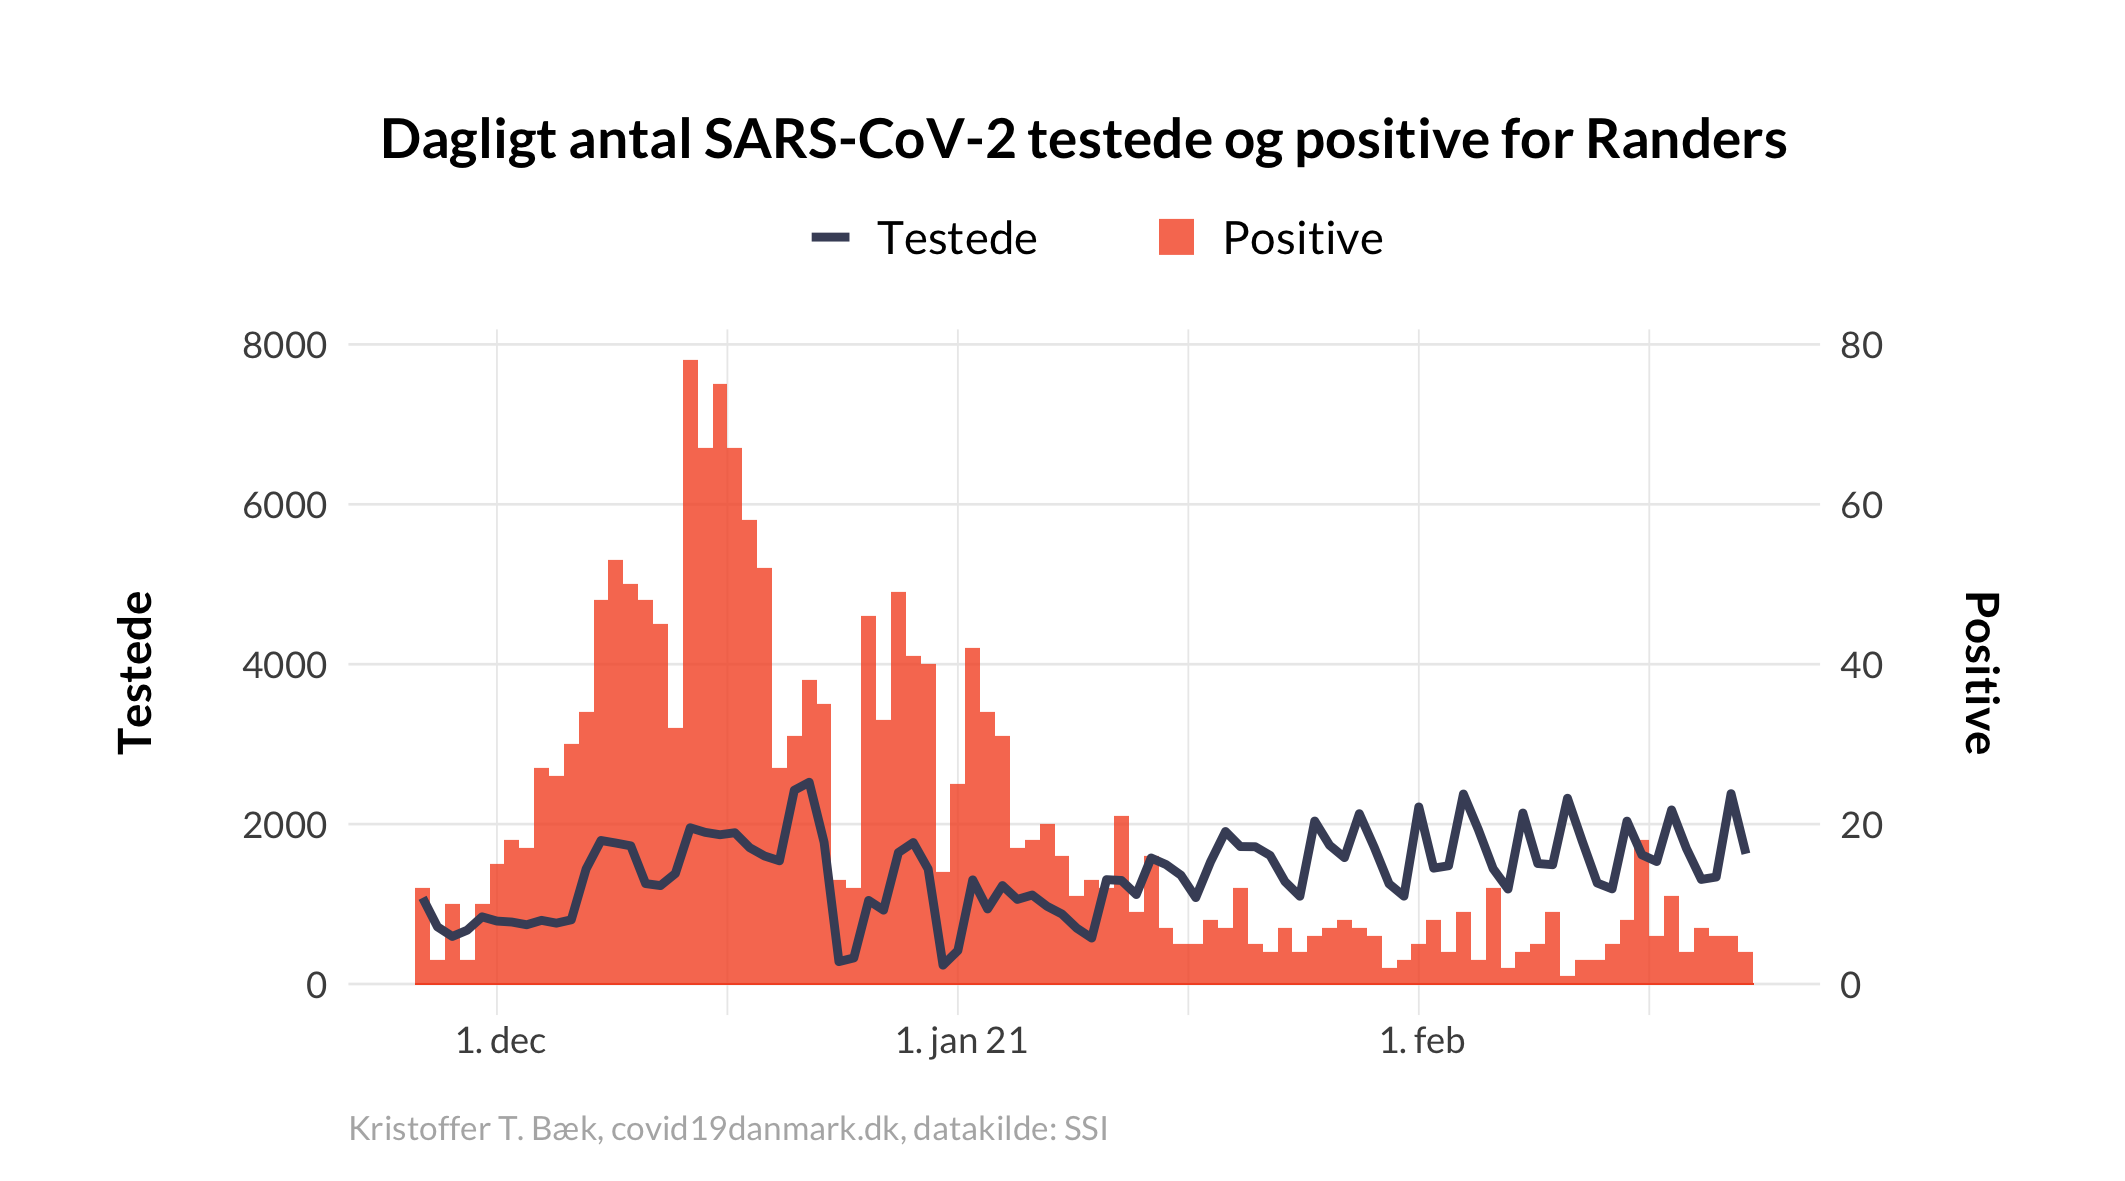 Dagligt antal SARS-CoV-2 testede og positive for Randers
Testede
Positive
8000
6000
4000
2000
0
80
60
40
20
0
Testede
Positive
1. dec
1. jan 21
1. feb
Kristoffer T. Bæk, covid19danmark.dk, datakilde: SSI